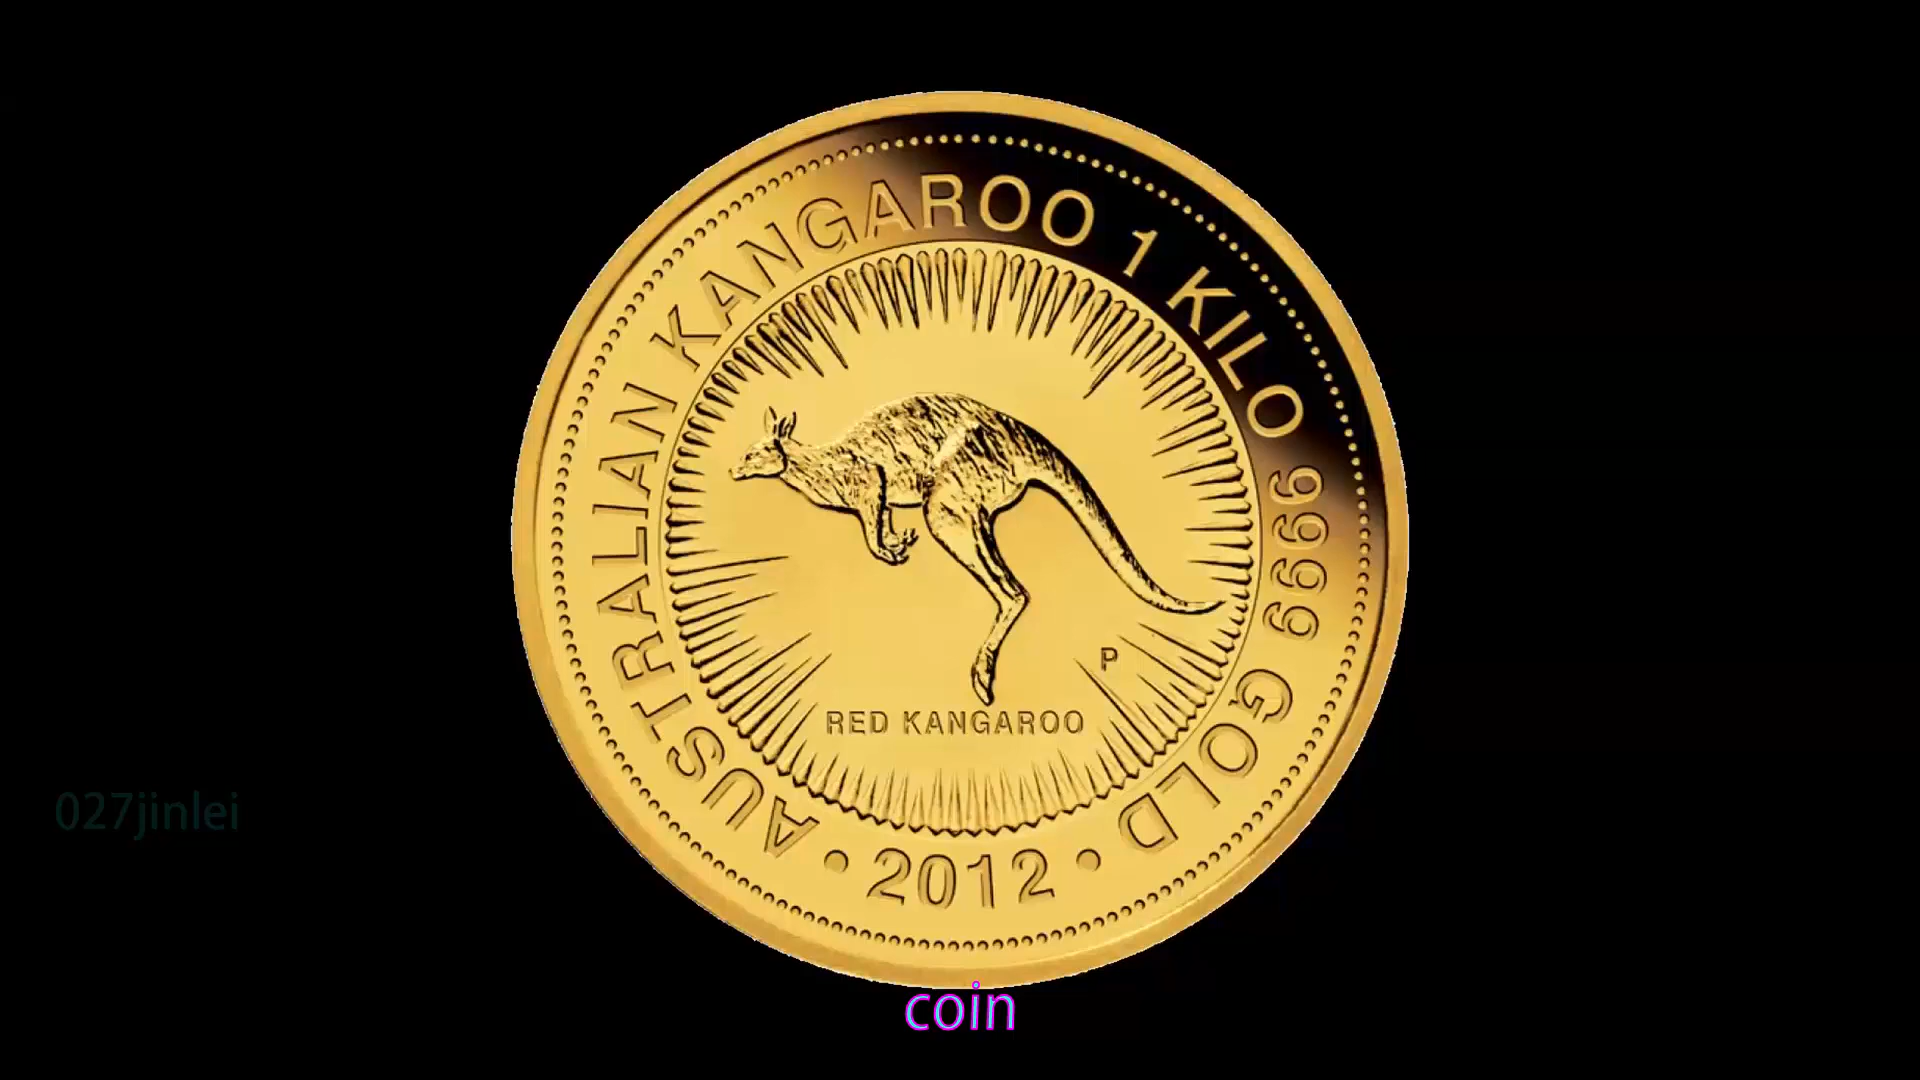 AUSTRALIAN KANGAROO 1 KILO 9999 GOLD
P
RED KANGAROO
• 2012 •
027jinlei
coin